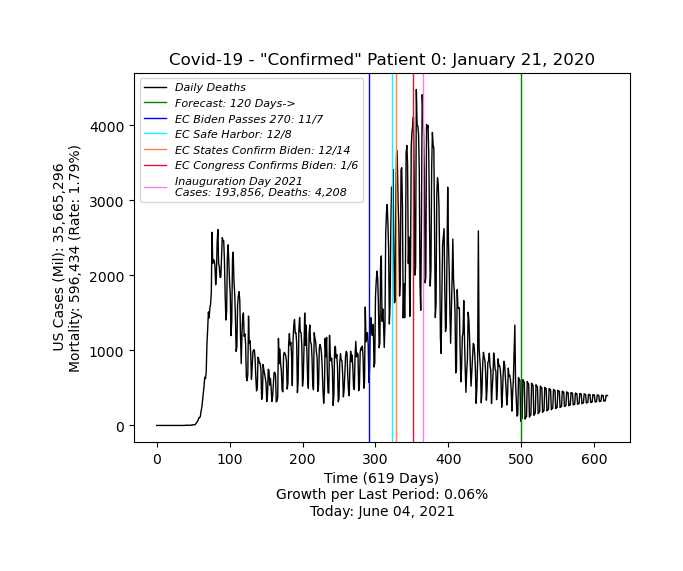 Covid-19 - "Confirmed" Patient 0: January 21, 2020
Daily Deaths
Forecast: 120 Days->
EC Biden Passes 270: 11/7
EC Safe Harbor: 12/8
EC States Confirm Biden: 12/14
EC Congress Confirms Biden: 1/6
Inauguration Day 2021
Cases: 193,856, Deaths: 4,208
US Cases (Mil): 35,665,296
Mortality: 596,434 (Rate: 1.79%)
4000
3000
2000
1000
0
0 100 200 300 400 500 600
Time (619 Days)
Growth per Last Period: 0.06%
Today: June 04, 2021